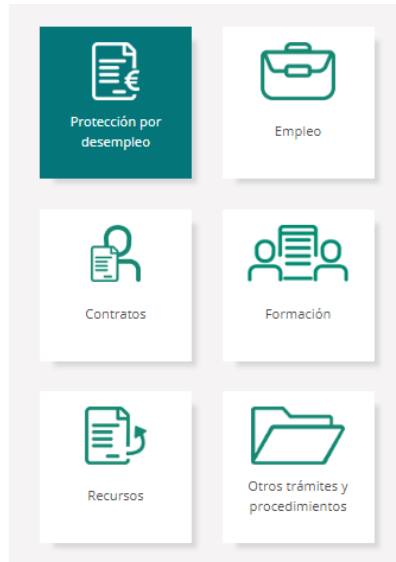 €
Protección por
desempleo
Empleo
Contratos
Formación
Recursos
Otros trámites y
procedimientos